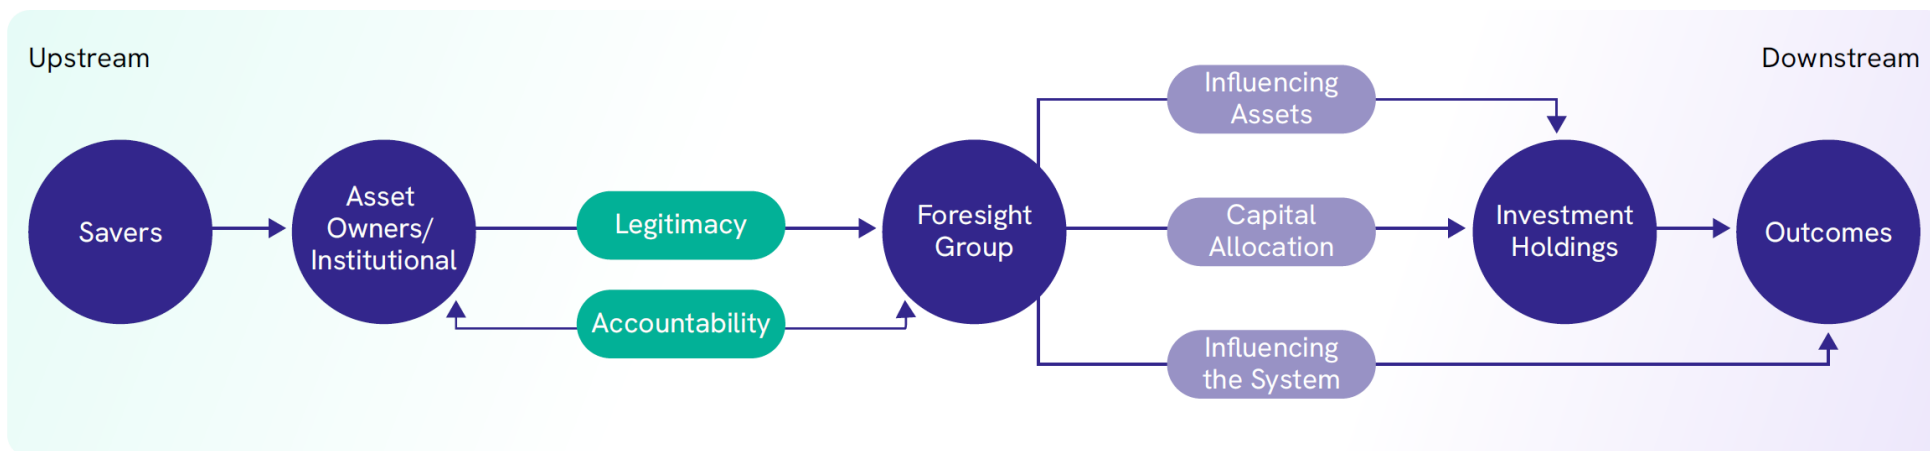 Upstream
Downstream
Savers
Asset
Owners/
Institutional
Legitimacy
Accountability
Foresight
Group
Influencing
Assets
Capital
Allocation
Influencing
the System
Investment
Holdings
Outcomes